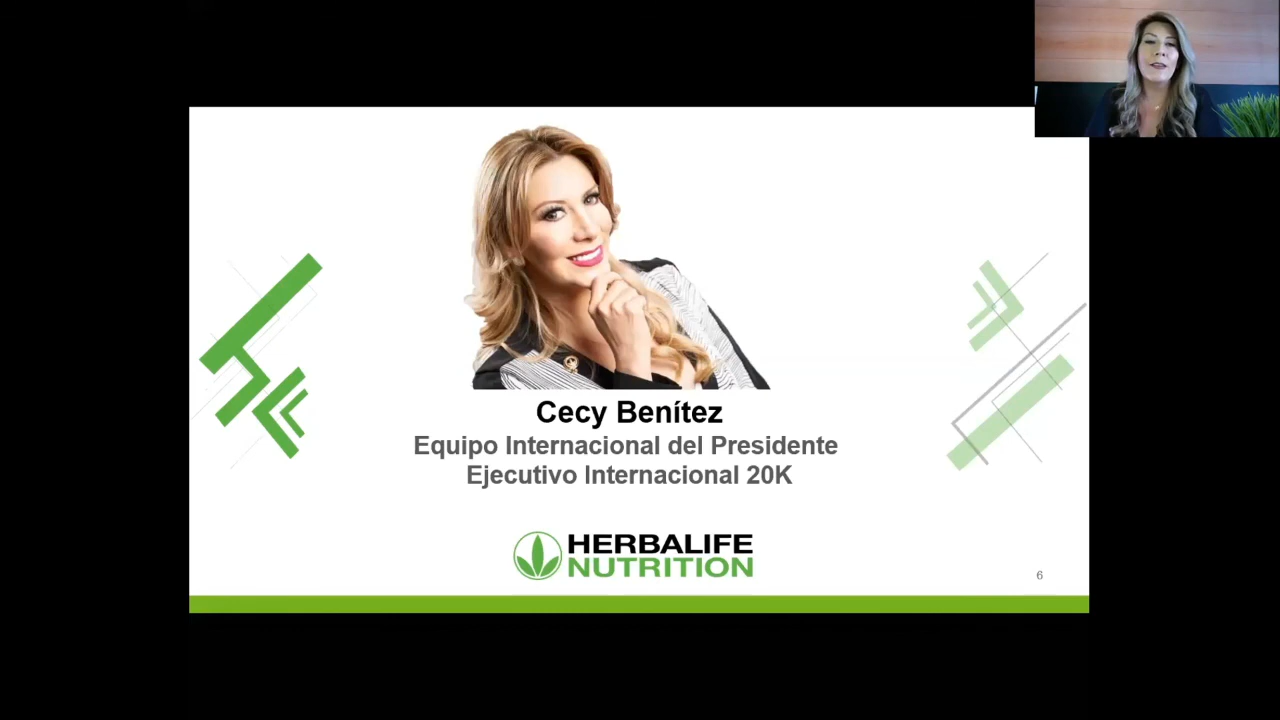 Cecy Benítez
Equipo Internacional del Presidente
Ejecutivo Internacional 20K
HERBALIFE
NUTRITION
6